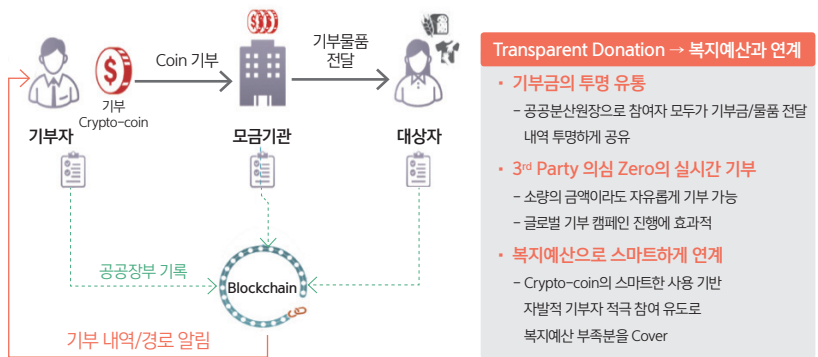 Coin 기부
기부물품
전달
기부
Crypto-coin
기부자
모금기관
대상자
공공장부 기록
Blockchain
기부 내역/경로 알림
Transparent Donation → 복지예산과 연계
• 기부금의 투명 유통
– 공공분산원장으로 참여자 모두가 기부금/물품 전달
내역 투명하게 공유
• 3rd Party 의심 Zero의 실시간 기부
– 소량의 금액이라도 자유롭게 기부 가능
– 글로벌 기부 캠페인 진행에 효과적
• 복지예산으로 스마트하게 연계
– Crypto-coin의 스마트한 사용 기반
자발적 기부자 적극 참여 유도로
복지예산 부족분을 Cover